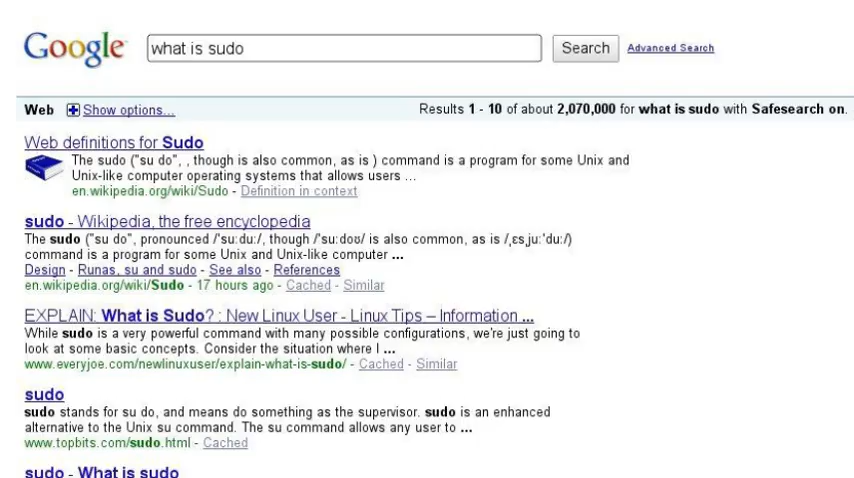 Google what is sudo Search Advanced Search
Web Show options... Results 1 - 10 of about 2,070,000 for what is sudo with Safesearch on.
Web definitions for Sudo
The sudo ("su do", , though is also common, as is ) command is a program for some Unix and
Unix-like computer operating systems that allows users ...
en.wikipedia.org/wiki/Sudo - Definition in context
sudo - Wikipedia, the free encyclopedia
The sudo ("su do", pronounced /ˈsuːduː/, though /ˈsuːdoʊ/ is also common, as is /ˌɛsˌjuːˈduː/)
command is a program for some Unix and Unix-like computer ...
Design - Runas, su and sudo - See also - References
en.wikipedia.org/wiki/Sudo - 17 hours ago - Cached - Similar
EXPLAIN: What is Sudo? : New Linux User - Linux Tips – Information ...
While sudo is a very powerful command with many possible configurations, we're just going to
look at some basic concepts. Consider the situation where I ...
www.everyjoe.com/newlinuxuser/explain-what-is-sudo/ - Cached - Similar
sudo
sudo stands for su do, and means do something as the supervisor. sudo is an enhanced
alternative to the Unix su command. The su command allows any user to ...
www.topbits.com/sudo.html - Cached
sudo - What is sudo